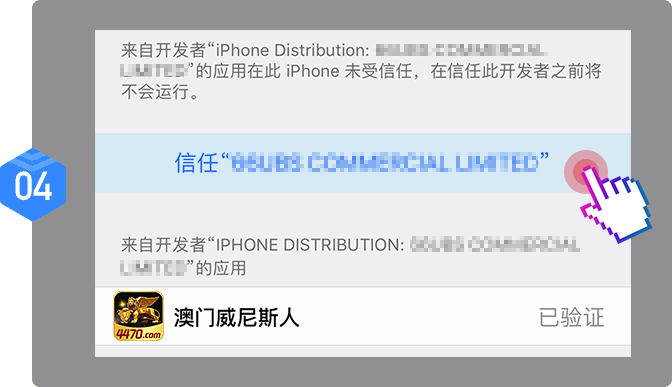 来自开发者“iPhone Distribution:
”的应用在此 iPhone 未受信任，在信任此开发者之前将
不会运行。
04
信任“ COMMERCIAL LIMITED”
来自开发者“IPHONE DISTRIBUTION:
”的应用
4470.com
澳门威尼斯人
已验证